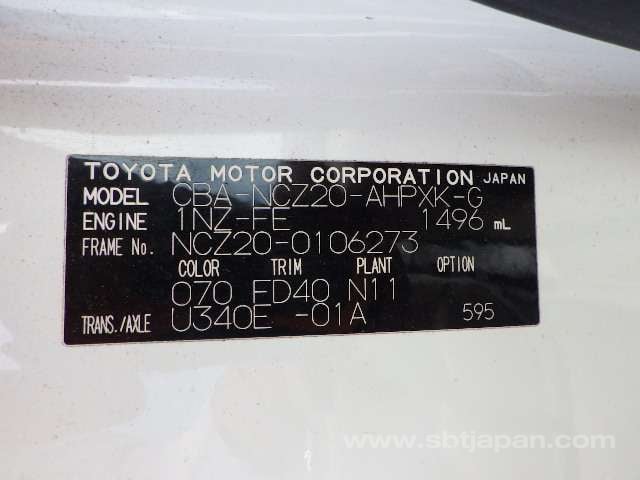 TOYOTA MOTOR CORPORATION JAPAN
MODEL CBA-NCZ20-AHPXK-G
ENGINE 1NZ-FE 1496 mL
FRAME No. NCZ20-0106273
COLOR TRIM PLANT OPTION
070 FD40 N11
TRANS./AXLE U340E -01A 595
www.sbtjapan.com